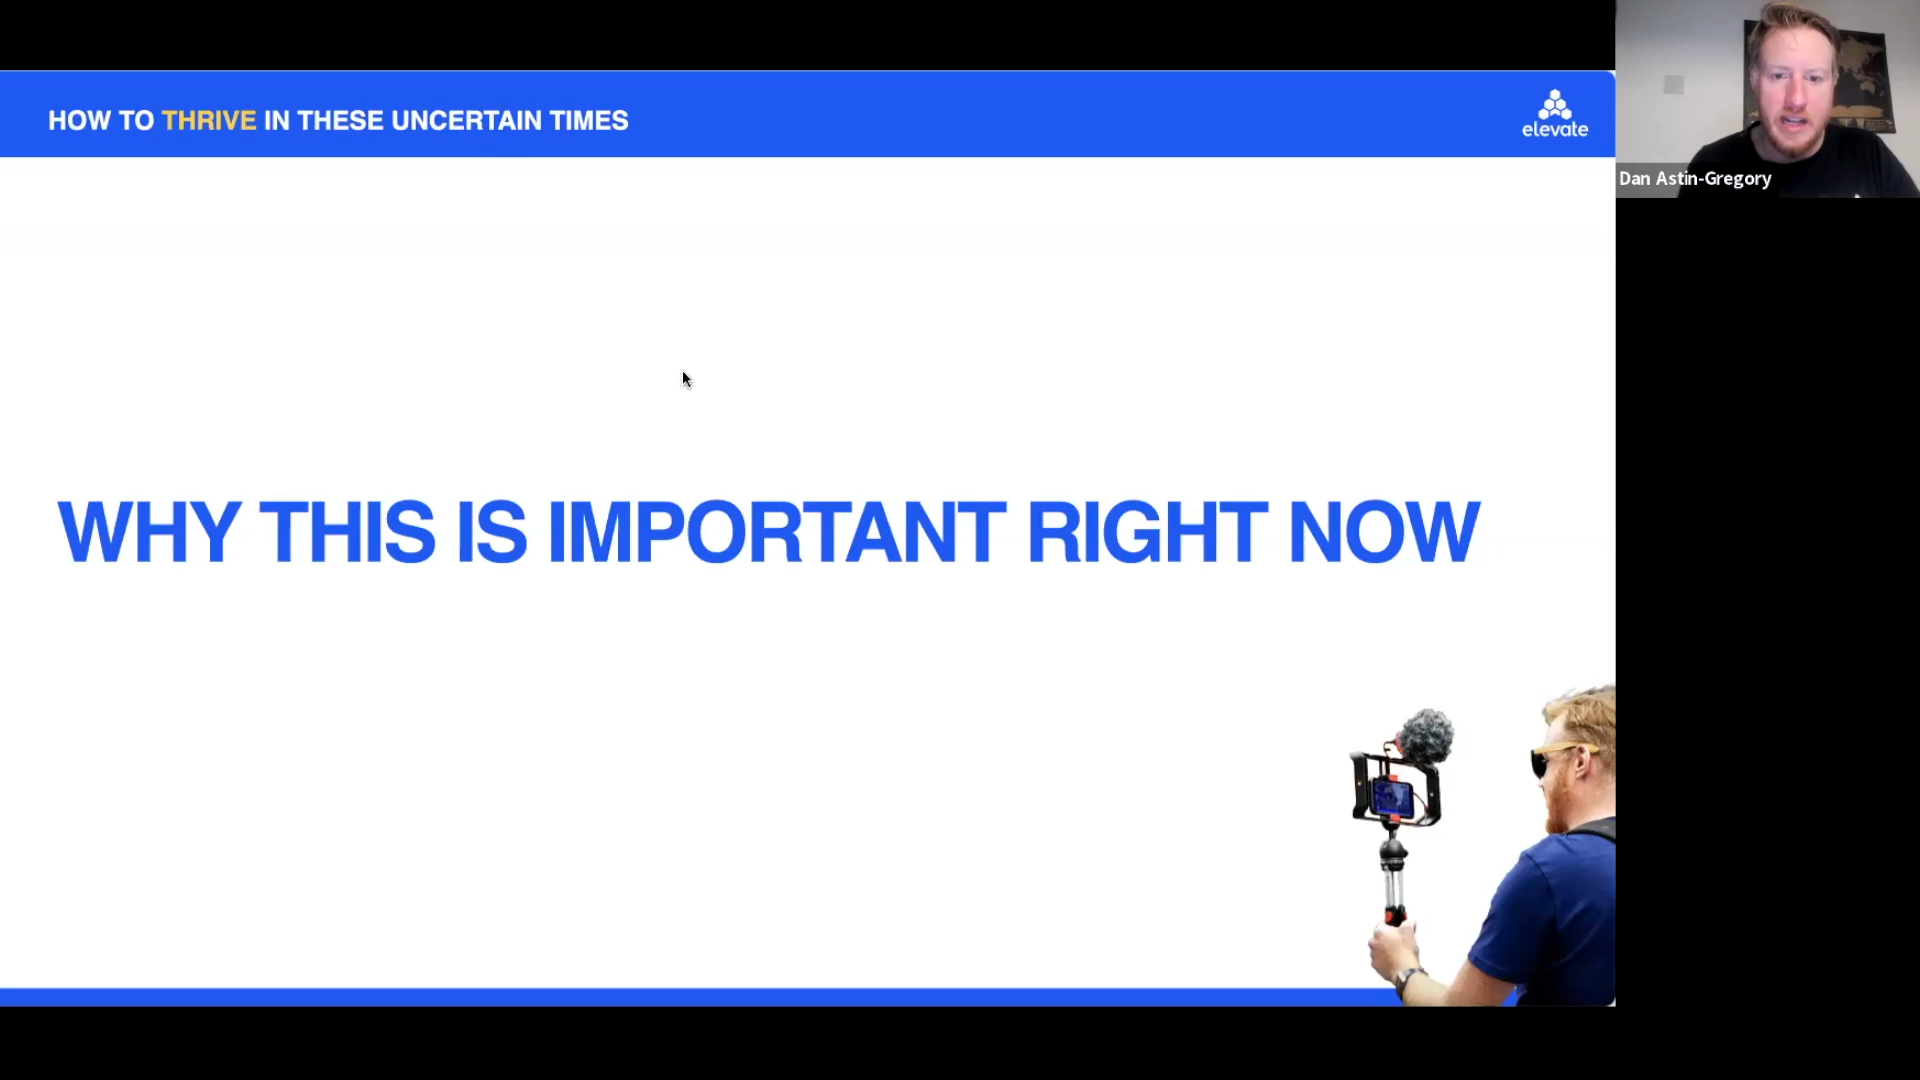 HOW TO THRIVE IN THESE UNCERTAIN TIMES
elevate
Dan Astin-Gregory
WHY THIS IS IMPORTANT RIGHT NOW